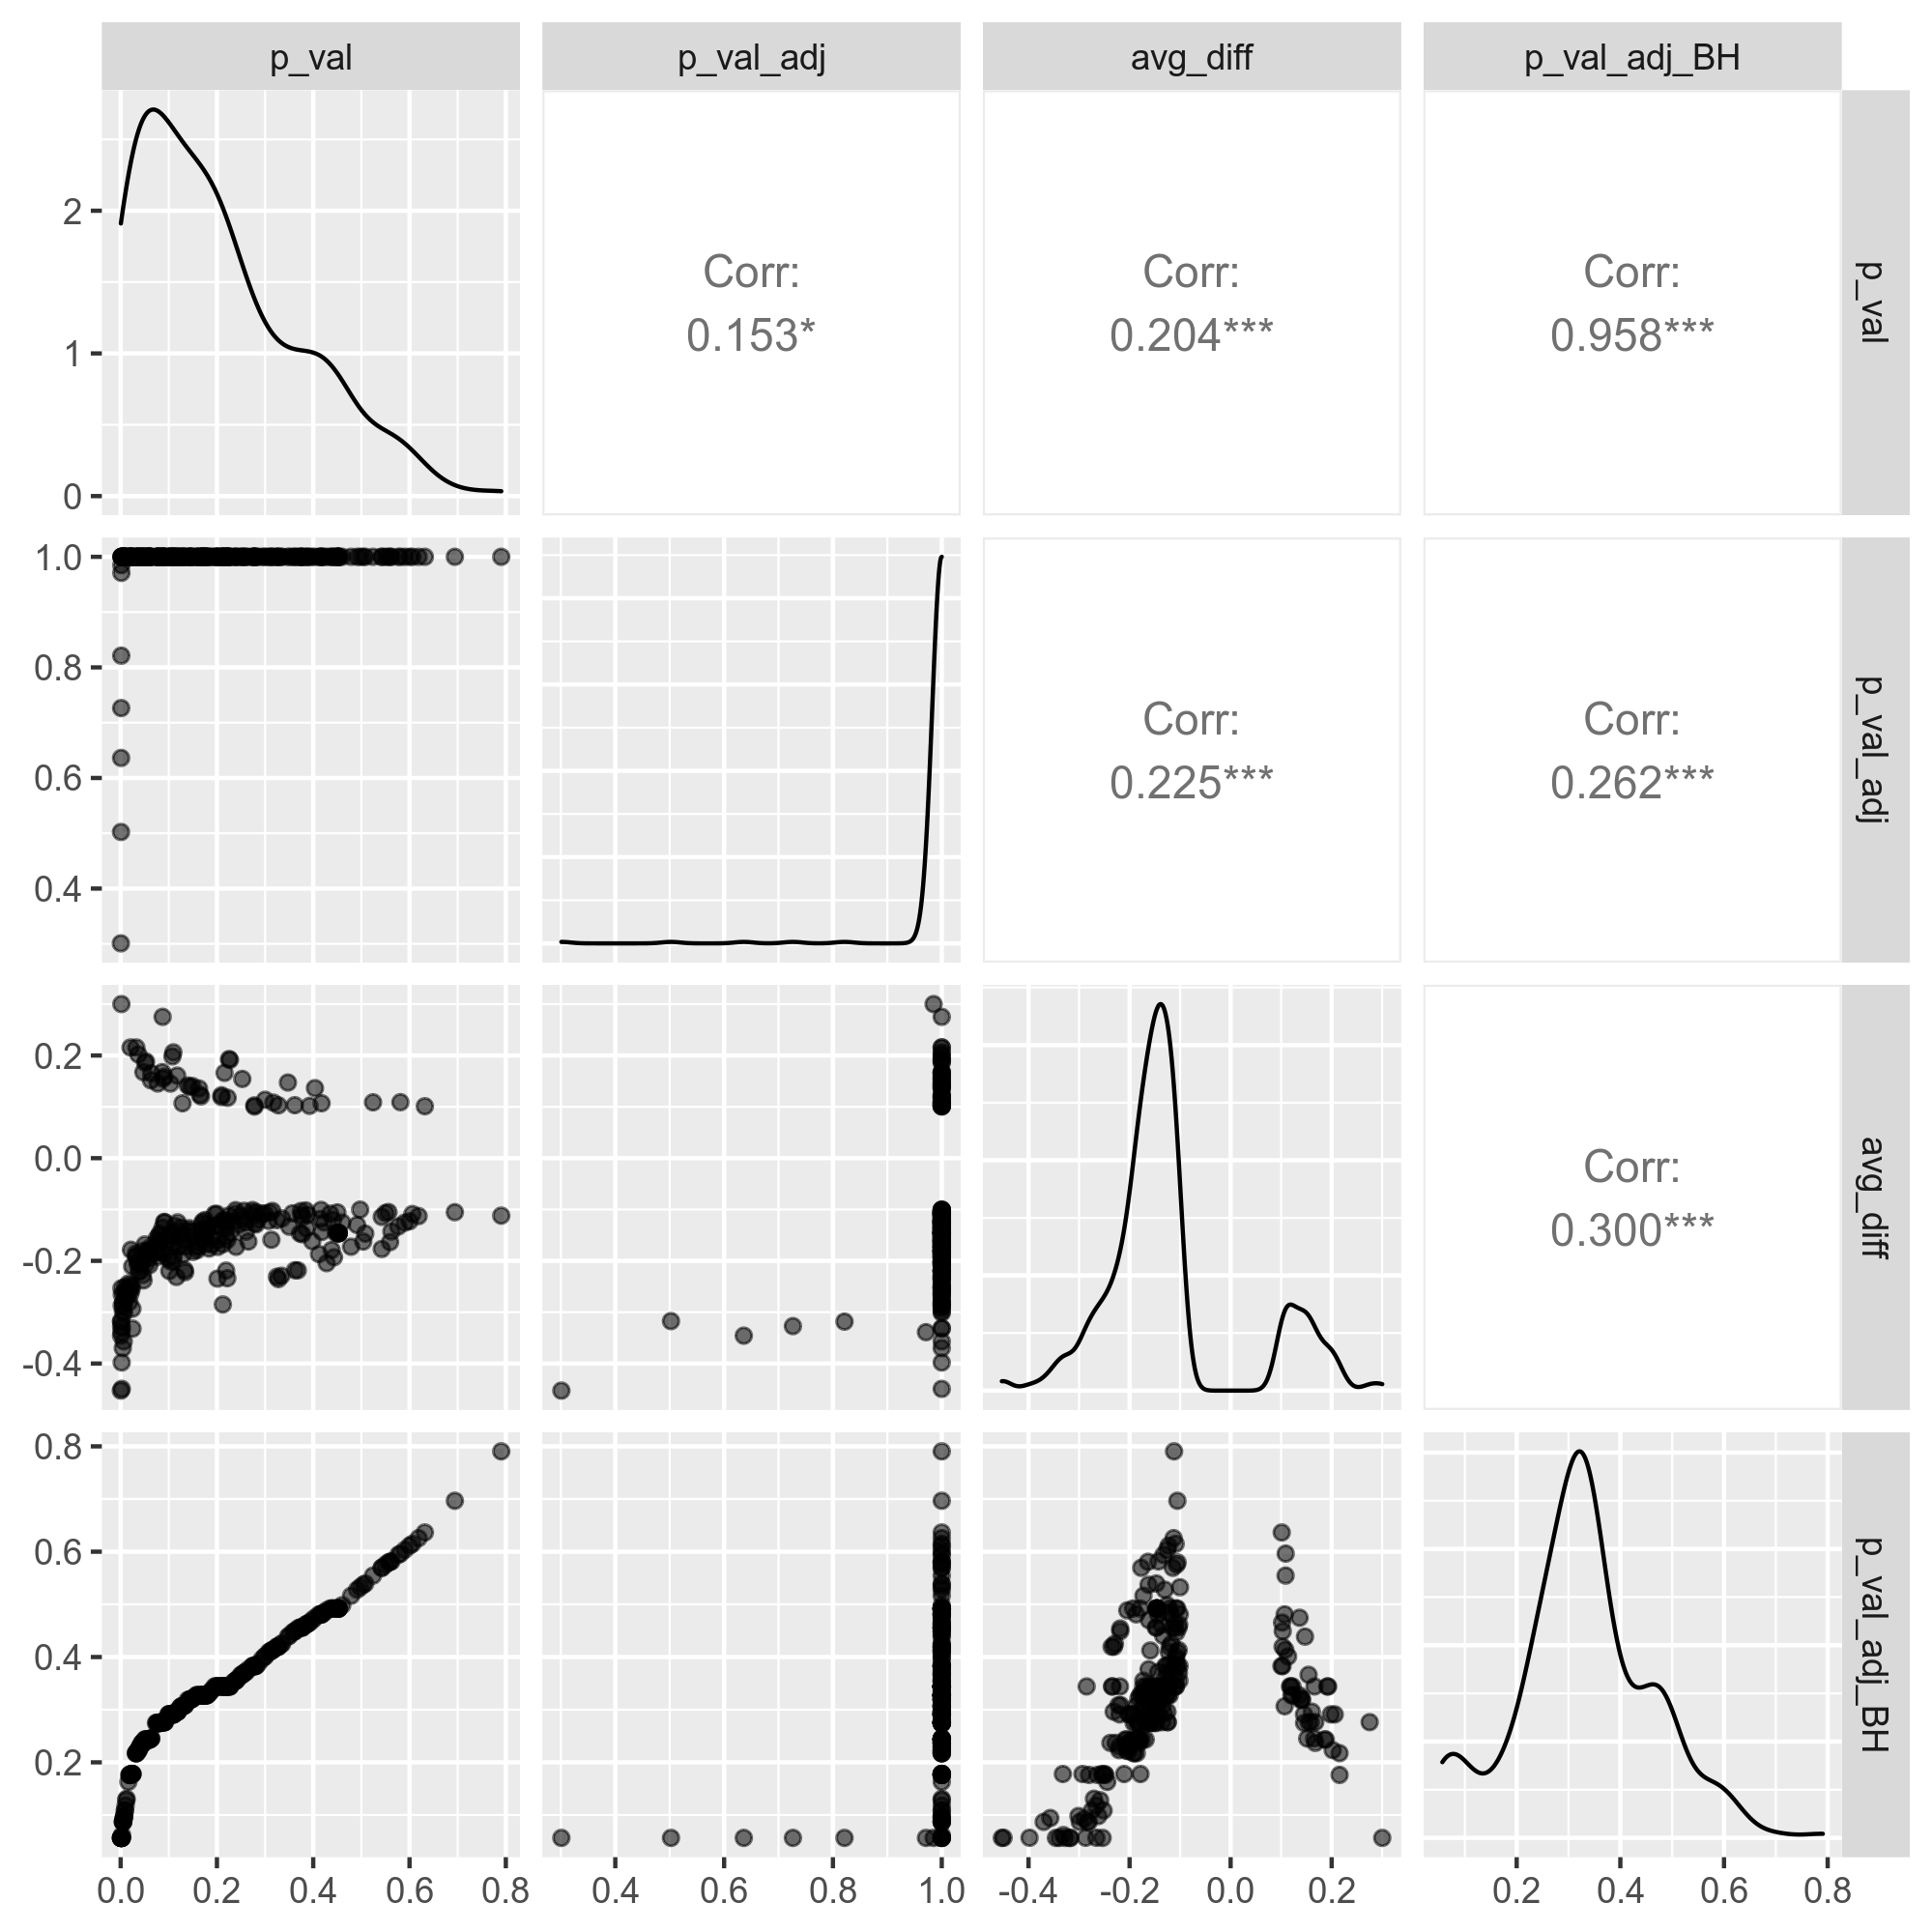 p_val p_val_adj avg_diff p_val_adj_BH
2
1
0
Corr:
0.153*
Corr:
0.204***
Corr:
0.958***
p_val
1.0
0.8
0.6
0.4
Corr:
0.225***
Corr:
0.262***
p_val_adj
0.2
0.0
-0.2
-0.4
Corr:
0.300***
avg_diff
0.8
0.6
0.4
0.2
p_val_adj_BH
0.0 0.2 0.4 0.6 0.8 0.4 0.6 0.8 1.0 -0.4 -0.2 0.0 0.2 0.2 0.4 0.6 0.8